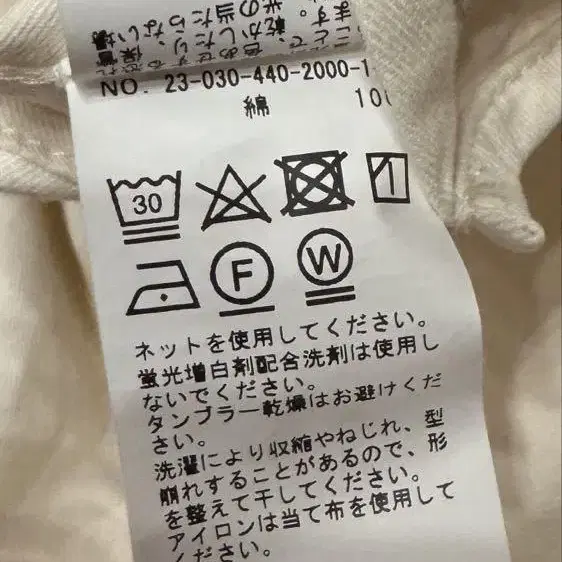 NO. 23-030-440-2000-1
綿 100
30
F
W
ネットを使用してください。
蛍光増白剤配合洗剤は使用し
ないでください。
タンブラー乾燥はお避けくだ
さい。
洗濯により収縮やねじれ、型
崩れすることがあるので、形
を整えて干してください。
アイロンは当て布を使用して
ください。